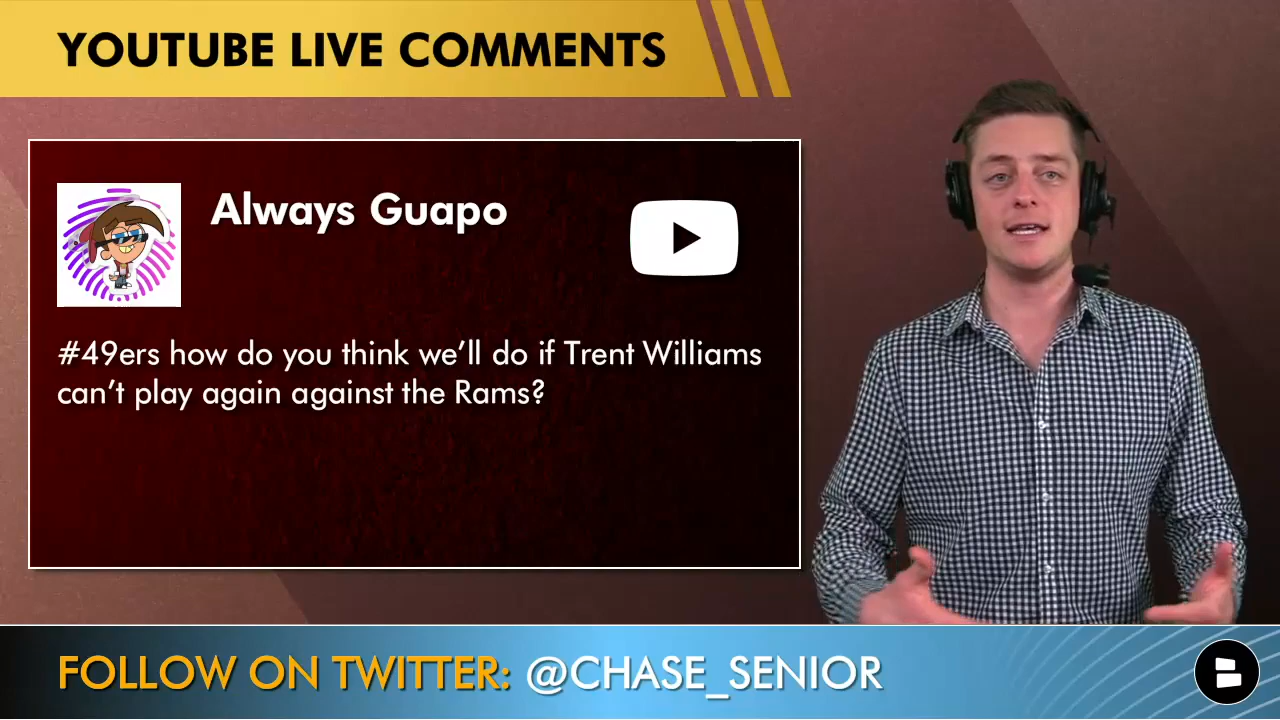 YOUTUBE LIVE COMMENTS
Always Guapo
#49ers how do you think we'll do if Trent Williams
can't play again against the Rams?
FOLLOW ON TWITTER: @CHASE_SENIOR